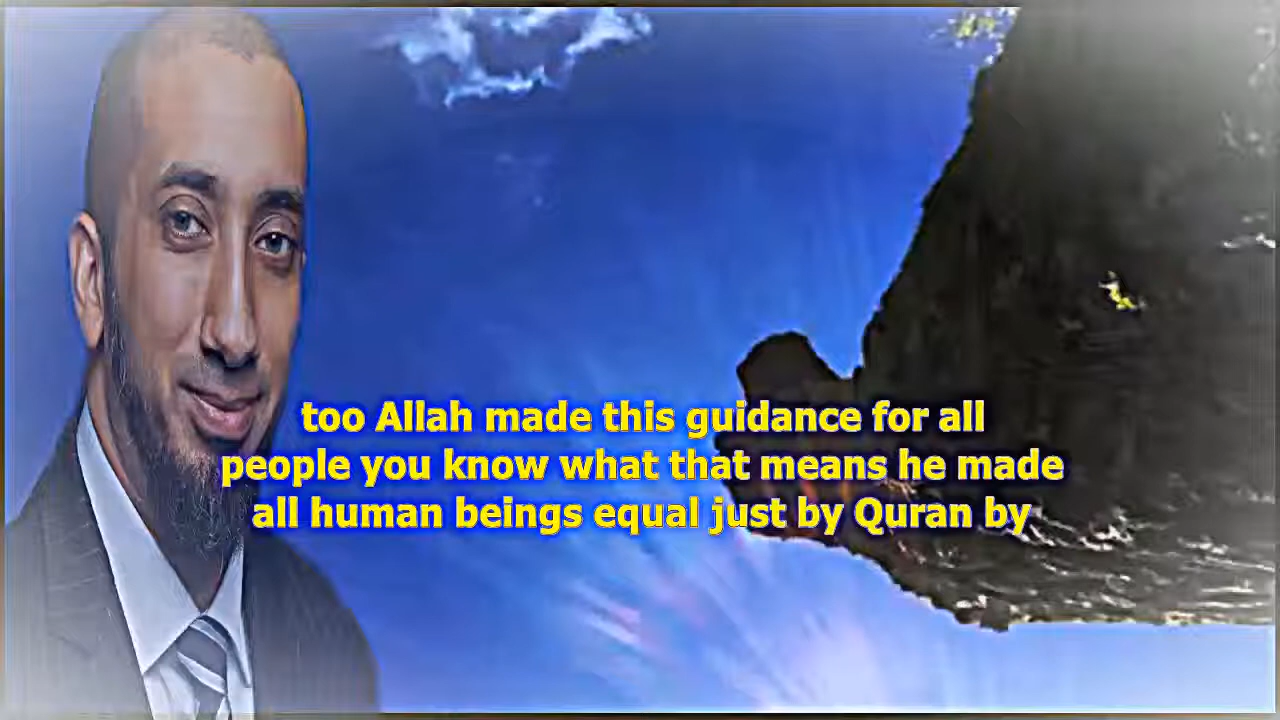 too Allah made this guidance for all
people you know what that means he made
all human beings equal just by Quran by